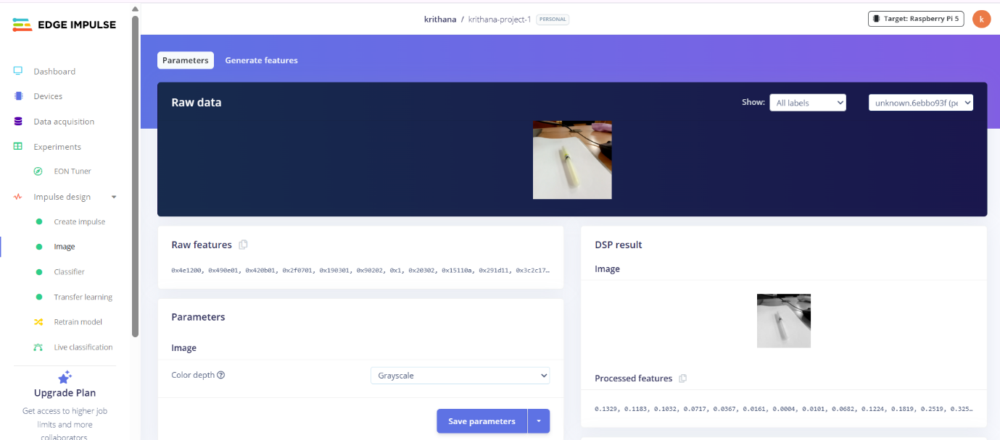 EDGE IMPULSE
krithana / krithana-project-1 PERSONAL
Target: Raspberry Pi 5
k
Dashboard
Devices
Data acquisition
Experiments
EON Tuner
Impulse design
Create impulse
Image
Classifier
Transfer learning
Retrain model
Live classification
Upgrade Plan
Get access to higher job
limits and more
collaborators
Parameters Generate features
Raw data
Show: All labels
unknown.6ebbo93f (pe
Raw features
0x4e1200, 0x490e01, 0x420b01, 0x2f0701, 0x190301, 0x90202, 0x1, 0x20302, 0x15110a, 0x291d11, 0x3c2c17…
Parameters
Image
Color depth
Grayscale
Save parameters
DSP result
Image
Processed features
0.1329, 0.1183, 0.1032, 0.0717, 0.0367, 0.0161, 0.0004, 0.0101, 0.0682, 0.1224, 0.1819, 0.2519, 0.325…